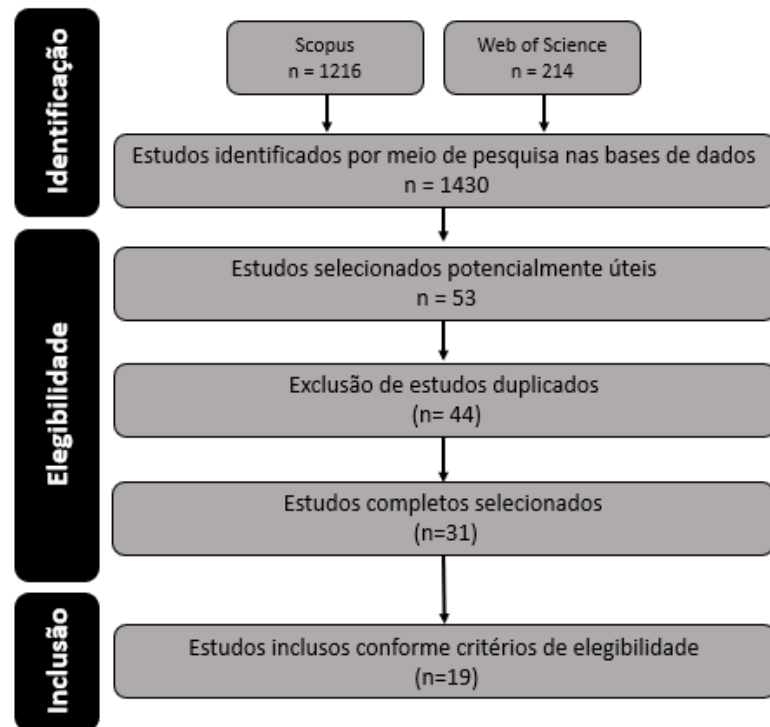 Identificação
Scopus
n = 1216
Web of Science
n = 214
Estudos identificados por meio de pesquisa nas bases de dados
n = 1430
Elegibilidade
Estudos selecionados potencialmente úteis
n = 53
Exclusão de estudos duplicados
(n= 44)
Estudos completos selecionados
(n=31)
Inclusão
Estudos inclusos conforme critérios de elegibilidade
(n=19)